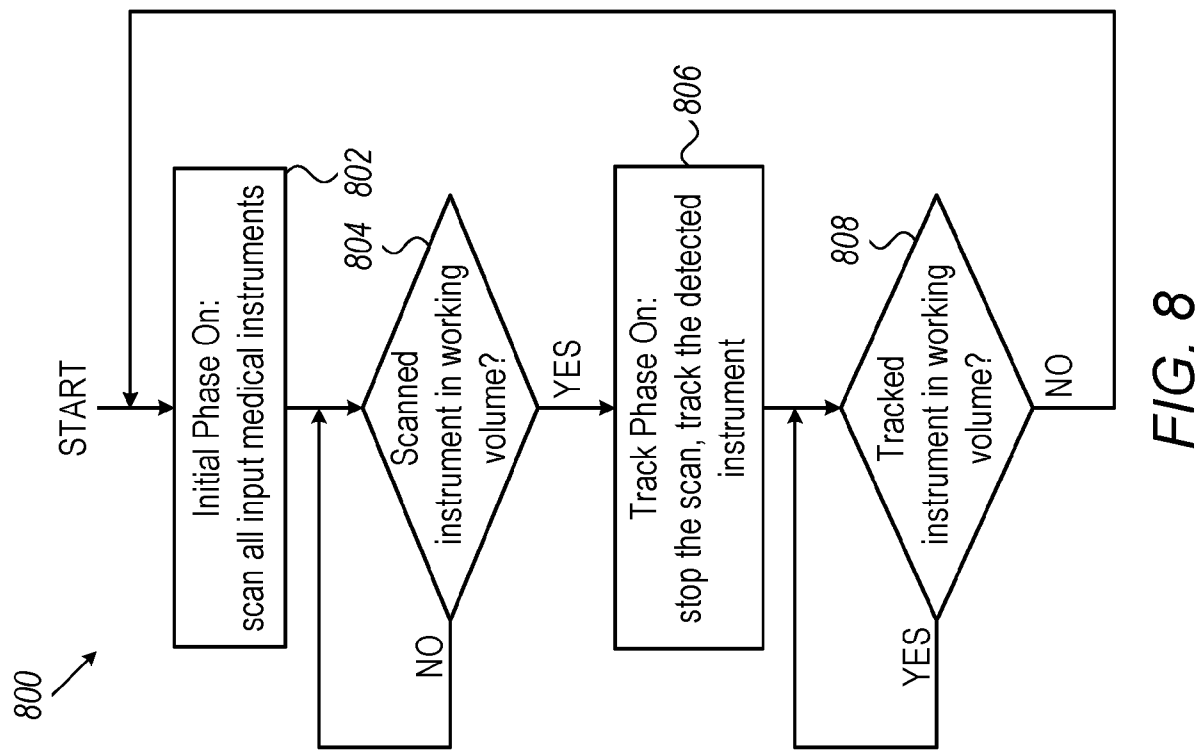 800
START
Initial Phase On:
scan all input medical instruments
802
804
Scanned
instrument in working
volume?
NO
YES
806
Track Phase On:
stop the scan, track the detected
instrument
808
Tracked
instrument in working
volume?
YES
NO
FIG. 8